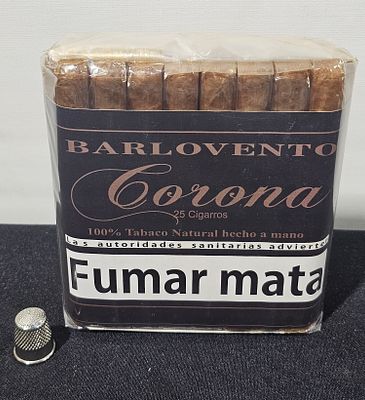 BARLOVENTO
Corona
25 Cigarros
100% Tabaco Natural hecho a mano
Las autoridades sanitarias advierten
Fumar mata